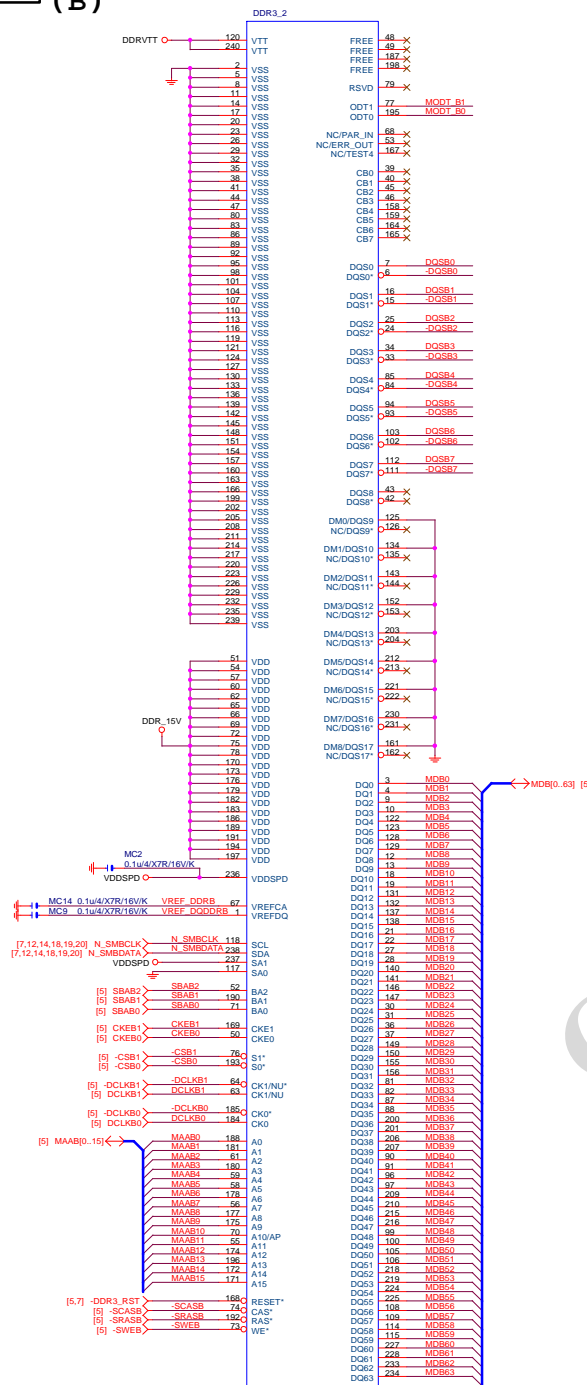 (B)
DDR3_2
DDRVTT 120 VTT
240 VTT
2 VSS
5 VSS
8 VSS
11 VSS
14 VSS
17 VSS
20 VSS
23 VSS
26 VSS
29 VSS
32 VSS
35 VSS
38 VSS
41 VSS
44 VSS
47 VSS
80 VSS
83 VSS
86 VSS
89 VSS
92 VSS
95 VSS
98 VSS
101 VSS
104 VSS
107 VSS
110 VSS
113 VSS
116 VSS
119 VSS
121 VSS
124 VSS
127 VSS
130 VSS
133 VSS
136 VSS
139 VSS
142 VSS
145 VSS
148 VSS
151 VSS
154 VSS
157 VSS
160 VSS
163 VSS
166 VSS
199 VSS
202 VSS
205 VSS
208 VSS
211 VSS
214 VSS
217 VSS
220 VSS
223 VSS
226 VSS
229 VSS
232 VSS
235 VSS
239 VSS
51 VDD
54 VDD
57 VDD
60 VDD
62 VDD
65 VDD
66 VDD
69 VDD
DDR_15V 72 VDD
75 VDD
78 VDD
170 VDD
173 VDD
176 VDD
179 VDD
182 VDD
183 VDD
186 VDD
189 VDD
191 VDD
194 VDD
197 VDD
MC2
0.1u/4/X7R/16V/K
VDDSPD 236 VDDSPD
MC14 0.1u/4/X7R/16V/K VREF_DDRB 67 VREFCA
MC9 0.1u/4/X7R/16V/K VREF_DQDDRB 1 VREFDQ
[7,12,14,18,19,20] N_SMBCLK N_SMBCLK 118 SCL
[7,12,14,18,19,20] N_SMBDATA N_SMBDATA 238 SDA
VDDSPD 237 SA1
117 SA0
[5] SBAB2 SBAB2 52 BA2
[5] SBAB1 SBAB1 190 BA1
[5] SBAB0 SBAB0 71 BA0
[5] CKEB1 CKEB1 169 CKE1
[5] CKEB0 CKEB0 50 CKE0
[5] -CSB1 -CSB1 76 S1*
[5] -CSB0 -CSB0 193 S0*
[5] -DCLKB1 -DCLKB1 64 CK1/NU*
[5] DCLKB1 DCLKB1 63 CK1/NU
[5] -DCLKB0 -DCLKB0 185 CK0*
[5] DCLKB0 DCLKB0 184 CK0
[5] MAAB[0..15]
MAAB0 188 A0
MAAB1 181 A1
MAAB2 61 A2
MAAB3 180 A3
MAAB4 59 A4
MAAB5 58 A5
MAAB6 178 A6
MAAB7 56 A7
MAAB8 177 A8
MAAB9 175 A9
MAAB10 70 A10/AP
MAAB11 55 A11
MAAB12 174 A12
MAAB13 196 A13
MAAB14 172 A14
MAAB15 171 A15
[5,7] -DDR3_RST 168 RESET*
[5] -SCASB -SCASB 74 CAS*
[5] -SRASB -SRASB 192 RAS*
[5] -SWEB -SWEB 73 WE*
FREE 48
FREE 49
FREE 187
FREE 198
RSVD 79
ODT1 77 MODT_B1
ODT0 195 MODT_B0
NC/PAR_IN 68
NC/ERR_OUT 53
NC/TEST4 167
CB0 39
CB1 40
CB2 45
CB3 46
CB4 158
CB5 159
CB6 164
CB7 165
DQS0 7 DQSB0
DQS0* 6 -DQSB0
DQS1 16 DQSB1
DQS1* 15 -DQSB1
DQS2 25 DQSB2
DQS2* 24 -DQSB2
DQS3 34 DQSB3
DQS3* 33 -DQSB3
DQS4 85 DQSB4
DQS4* 84 -DQSB4
DQS5 94 DQSB5
DQS5* 93 -DQSB5
DQS6 103 DQSB6
DQS6* 102 -DQSB6
DQS7 112 DQSB7
DQS7* 111 -DQSB7
DQS8 43
DQS8* 42
DM0/DQS9 125
NC/DQS9* 126
DM1/DQS10 134
NC/DQS10* 135
DM2/DQS11 143
NC/DQS11* 144
DM3/DQS12 152
NC/DQS12* 153
DM4/DQS13 203
NC/DQS13* 204
DM5/DQS14 212
NC/DQS14* 213
DM6/DQS15 221
NC/DQS15* 222
DM7/DQS16 230
NC/DQS16* 231
DM8/DQS17 161
NC/DQS17* 162
DQ0 3 MDB0 MDB[0..63] [5
DQ1 4 MDB1
DQ2 9 MDB2
DQ3 10 MDB3
DQ4 122 MDB4
DQ5 123 MDB5
DQ6 128 MDB6
DQ7 129 MDB7
DQ8 12 MDB8
DQ9 13 MDB9
DQ10 18 MDB10
DQ11 19 MDB11
DQ12 131 MDB12
DQ13 132 MDB13
DQ14 137 MDB14
DQ15 138 MDB15
DQ16 21 MDB16
DQ17 22 MDB17
DQ18 27 MDB18
DQ19 28 MDB19
DQ20 140 MDB20
DQ21 141 MDB21
DQ22 146 MDB22
DQ23 147 MDB23
DQ24 30 MDB24
DQ25 31 MDB25
DQ26 36 MDB26
DQ27 37 MDB27
DQ28 149 MDB28
DQ29 150 MDB29
DQ30 155 MDB30
DQ31 156 MDB31
DQ32 81 MDB32
DQ33 82 MDB33
DQ34 87 MDB34
DQ35 88 MDB35
DQ36 200 MDB36
DQ37 201 MDB37
DQ38 206 MDB38
DQ39 207 MDB39
DQ40 90 MDB40
DQ41 91 MDB41
DQ42 96 MDB42
DQ43 97 MDB43
DQ44 209 MDB44
DQ45 210 MDB45
DQ46 215 MDB46
DQ47 216 MDB47
DQ48 99 MDB48
DQ49 100 MDB49
DQ50 105 MDB50
DQ51 106 MDB51
DQ52 218 MDB52
DQ53 219 MDB53
DQ54 224 MDB54
DQ55 225 MDB55
DQ56 108 MDB56
DQ57 109 MDB57
DQ58 114 MDB58
DQ59 115 MDB59
DQ60 227 MDB60
DQ61 228 MDB61
DQ62 233 MDB62
DQ63 234 MDB63